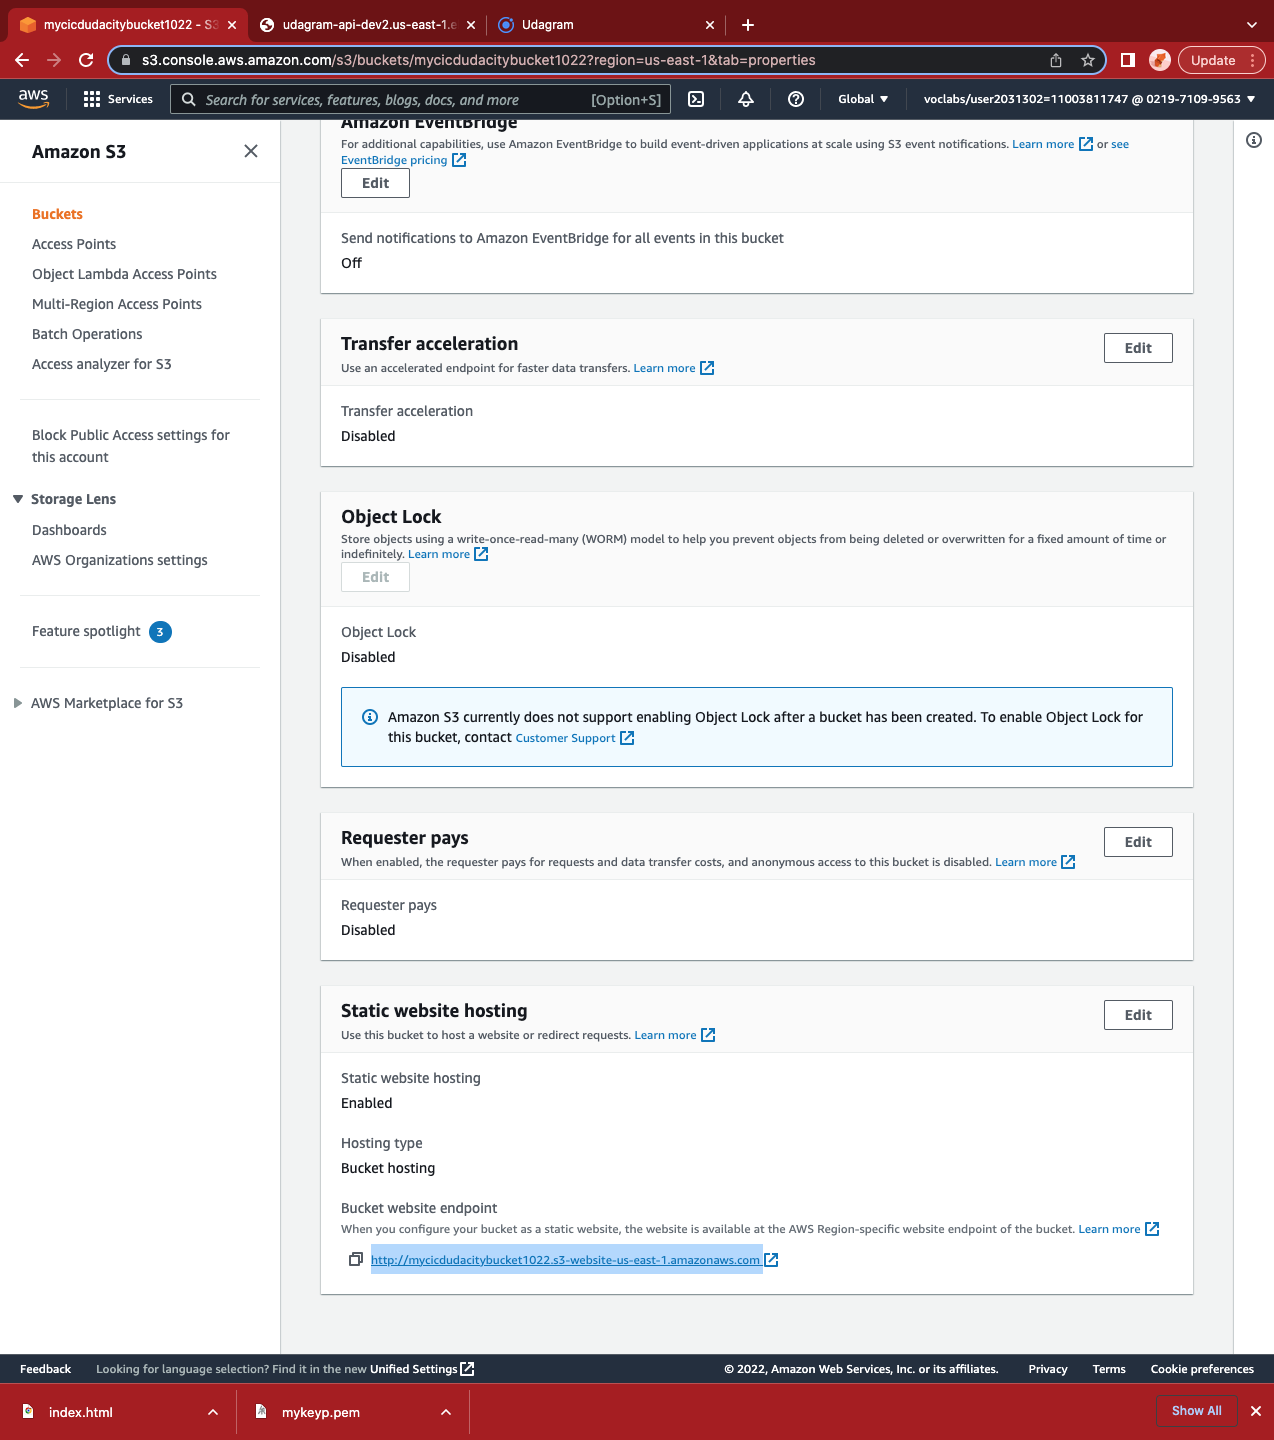 mycicdudacitybucket1022 - S3
udagram-api-dev2.us-east-1.e
Udagram
s3.console.aws.amazon.com/s3/buckets/mycicdudacitybucket1022?region=us-east-1&tab=properties
Update
aws
Services
Search for services, features, blogs, docs, and more
[Option+S]
Global
voclabs/user2031302=11003811747 @ 0219-7109-9563
Amazon S3
Buckets
Access Points
Object Lambda Access Points
Multi-Region Access Points
Batch Operations
Access analyzer for S3
Block Public Access settings for
this account
Storage Lens
Dashboards
AWS Organizations settings
Feature spotlight 3
AWS Marketplace for S3
Amazon EventBridge
For additional capabilities, use Amazon EventBridge to build event-driven applications at scale using S3 event notifications. Learn more or see
EventBridge pricing
Edit
Send notifications to Amazon EventBridge for all events in this bucket
Off
Transfer acceleration
Edit
Use an accelerated endpoint for faster data transfers. Learn more
Transfer acceleration
Disabled
Object Lock
Store objects using a write-once-read-many (WORM) model to help you prevent objects from being deleted or overwritten for a fixed amount of time or
indefinitely. Learn more
Edit
Object Lock
Disabled
Amazon S3 currently does not support enabling Object Lock after a bucket has been created. To enable Object Lock for
this bucket, contact Customer Support
Requester pays
Edit
When enabled, the requester pays for requests and data transfer costs, and anonymous access to this bucket is disabled. Learn more
Requester pays
Disabled
Static website hosting
Edit
Use this bucket to host a website or redirect requests. Learn more
Static website hosting
Enabled
Hosting type
Bucket hosting
Bucket website endpoint
When you configure your bucket as a static website, the website is available at the AWS Region-specific website endpoint of the bucket. Learn more
http://mycicdudacitybucket1022.s3-website-us-east-1.amazonaws.com
Feedback
Looking for language selection? Find it in the new Unified Settings
© 2022, Amazon Web Services, Inc. or its affiliates.
Privacy
Terms
Cookie preferences
index.html
mykeyp.pem
Show All